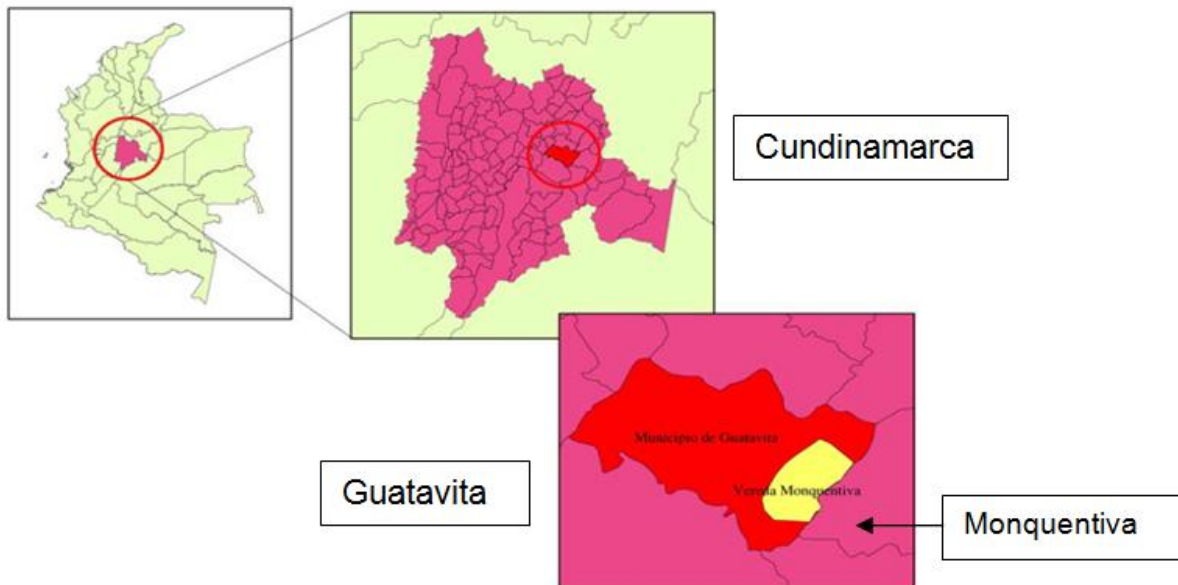 Cundinamarca
Municipio de Guatavita
Guatavita
Vereda Monquentiva
Monquentiva